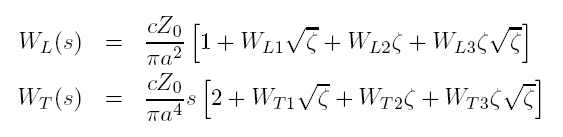 W_L(s) = \frac{cZ_0}{\pi a^2} \left[ 1 + W_{L1}\sqrt{\zeta} + W_{L2}\zeta + W_{L3}\zeta\sqrt{\zeta} \right]
W_T(s) = \frac{cZ_0}{\pi a^4} s \left[ 2 + W_{T1}\sqrt{\zeta} + W_{T2}\zeta + W_{T3}\zeta\sqrt{\zeta} \right]